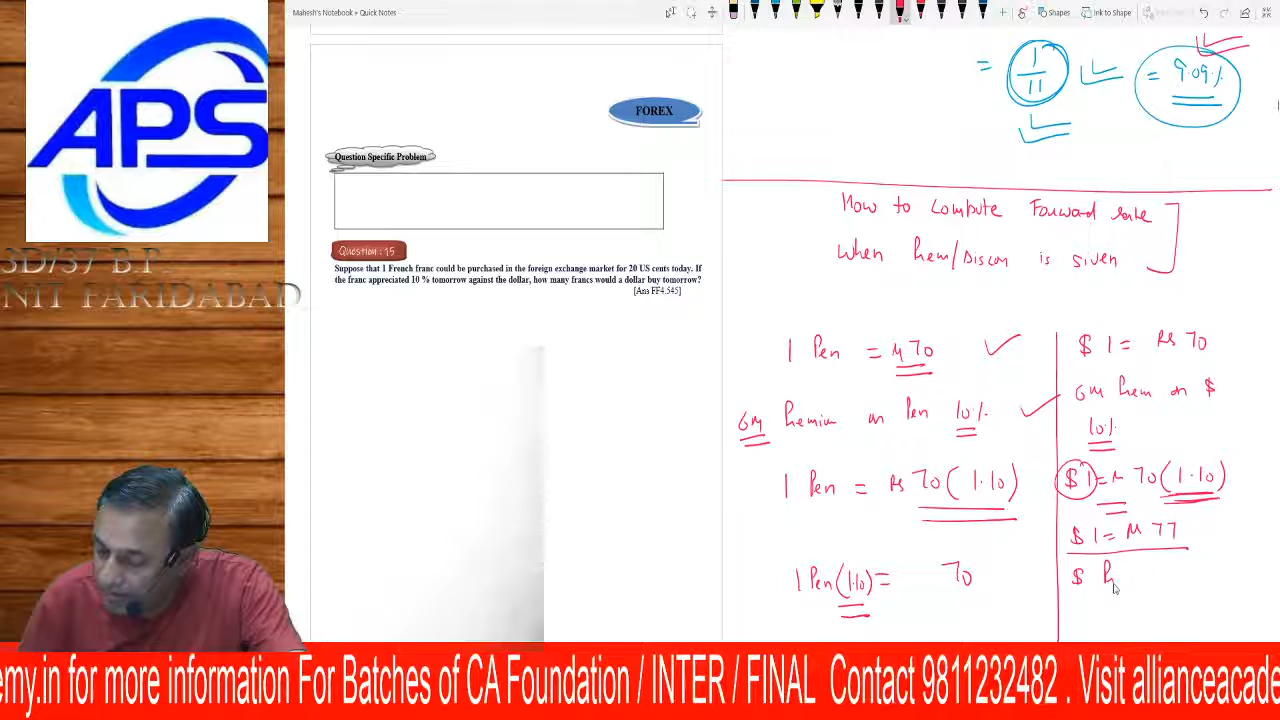 Mahesh's Notebook » Quick Notes
Shapes
Ink to Shape
APS
3D/37 B.P.
NIT FARIDABAD
FOREX
Question Specific Problem
Question : 15
Suppose that 1 French franc could be purchased in the foreign exchange market for 20 US cents today. If
the franc appreciated 10 % tomorrow against the dollar, how many francs would a dollar buy tomorrow?
[Ans FF4.545]
= 1/11 = 9.09%
How to compute Forward rate
when Prem/Discon is given
1 Pen = Rs 70
6m Premium on Pen 10%
1 Pen = Rs 70(1.10)
1 Pen(1.10) = 70
$ 1 = Rs 70
6m Prem on $
10%
$ 1 = Rs 70(1.10)
$ 1 = Rs 77
$ Pr
emy.in for more information For Batches of CA Foundation / INTER / FINAL Contact 9811232482 . Visit allianceacade